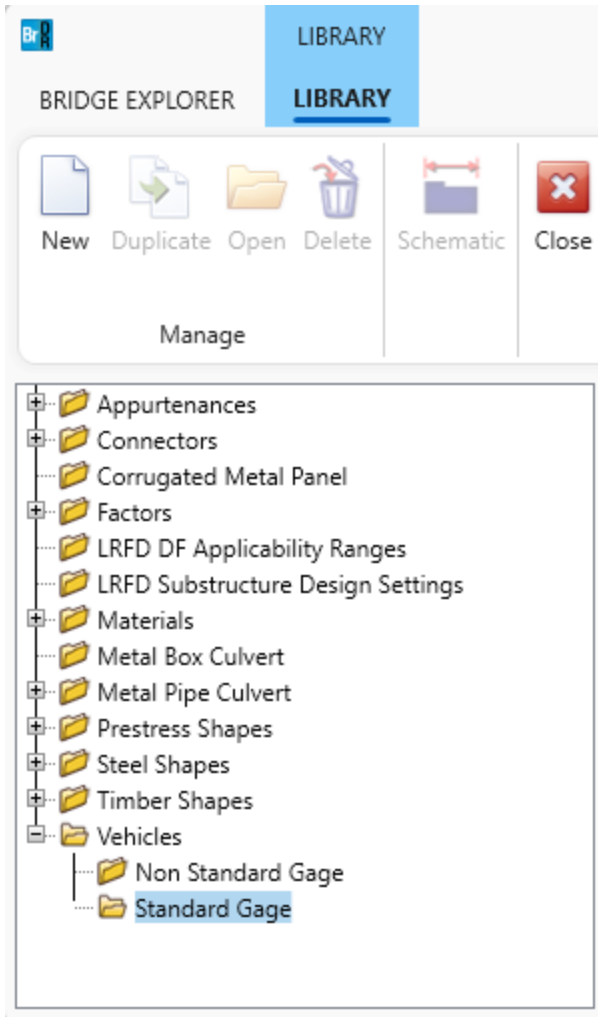 BrDR
LIBRARY
BRIDGE EXPLORER LIBRARY
New Duplicate Open Delete Schematic Close
Manage
Appurtenances
Connectors
Corrugated Metal Panel
Factors
LRFD DF Applicability Ranges
LRFD Substructure Design Settings
Materials
Metal Box Culvert
Metal Pipe Culvert
Prestress Shapes
Steel Shapes
Timber Shapes
Vehicles
Non Standard Gage
Standard Gage